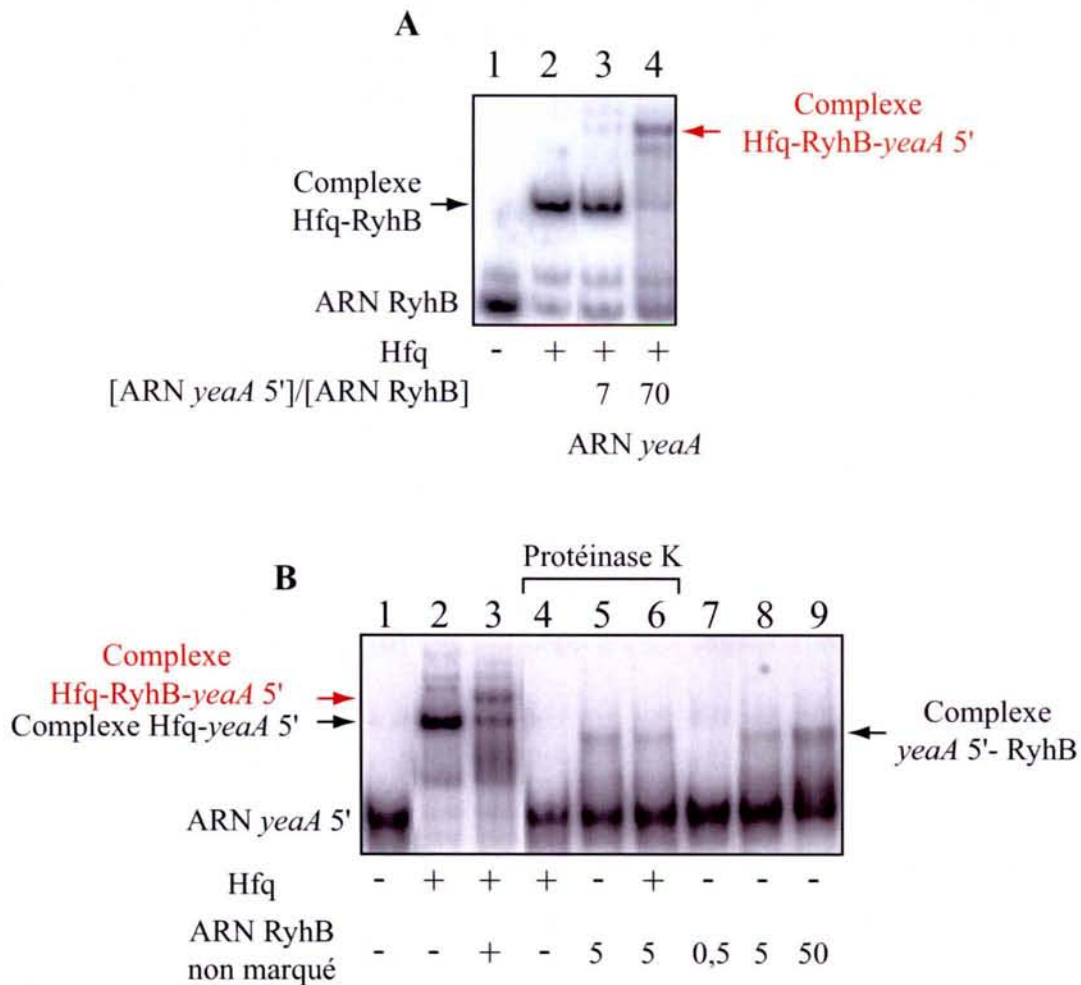 A
1 2 3 4
Complexe
Hfq-RyhB-yeaA 5'
Complexe
Hfq-RyhB
ARN RyhB
Hfq - + + +
[ARN yeaA 5']/[ARN RyhB] 7 70
ARN yeaA
Protéinase K
B
1 2 3 4 5 6 7 8 9
Complexe
Hfq-RyhB-yeaA 5'
Complexe Hfq-yeaA 5'
Complexe
yeaA 5'- RyhB
ARN yeaA 5'
Hfq - + + + - + - - -
ARN RyhB
non marqué - - + - 5 5 0,5 5 50